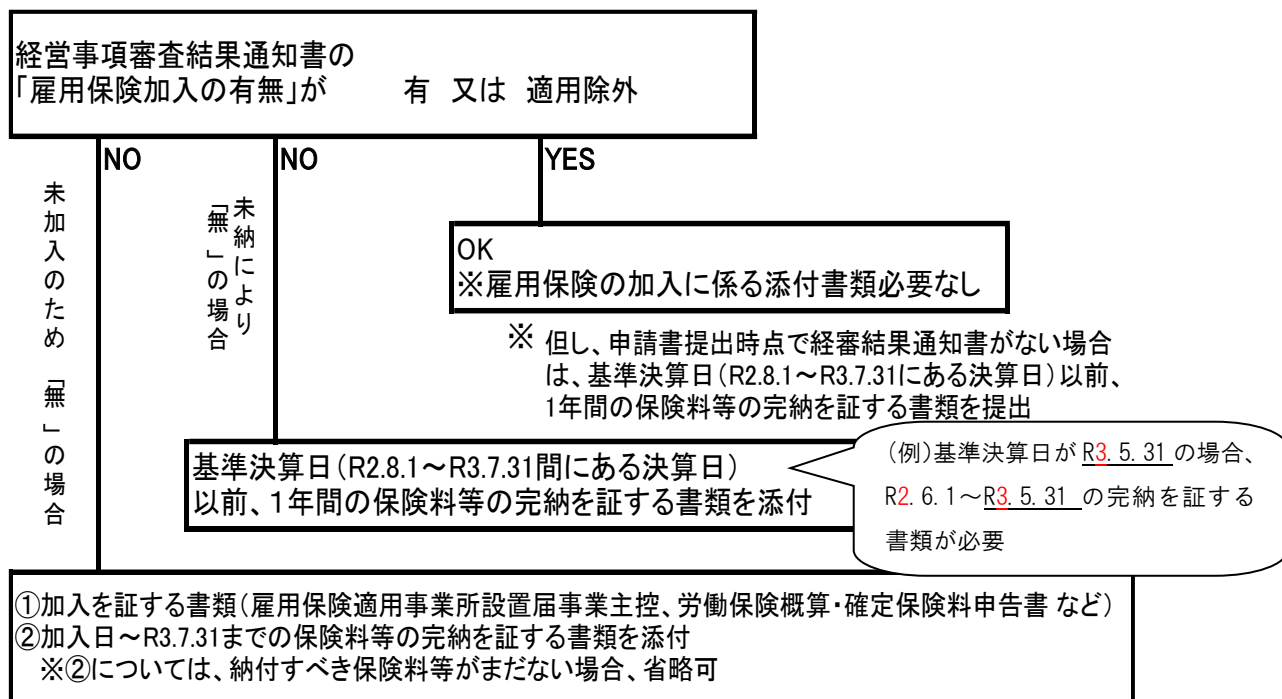 経営事項審査結果通知書の
「雇用保険加入の有無」が　　　有　又は　適用除外
NO
NO
YES
未加入のため「無」の場合
未納により
「無」の場合
OK
※雇用保険の加入に係る添付書類必要なし
※ 但し、申請書提出時点で経審結果通知書がない場合
は、基準決算日（R2.8.1～R3.7.31にある決算日）以前、
1年間の保険料等の完納を証する書類を提出
基準決算日（R2.8.1～R3.7.31間にある決算日）
以前、１年間の保険料等の完納を証する書類を添付
（例）基準決算日が R3. 5. 31 の場合、
R2. 6. 1～R3. 5. 31 の完納を証する
書類が必要
①加入を証する書類（雇用保険適用事業所設置届事業主控、労働保険概算・確定保険料申告書 など）
②加入日～R3.7.31までの保険料等の完納を証する書類を添付
※②については、納付すべき保険料等がまだない場合、省略可